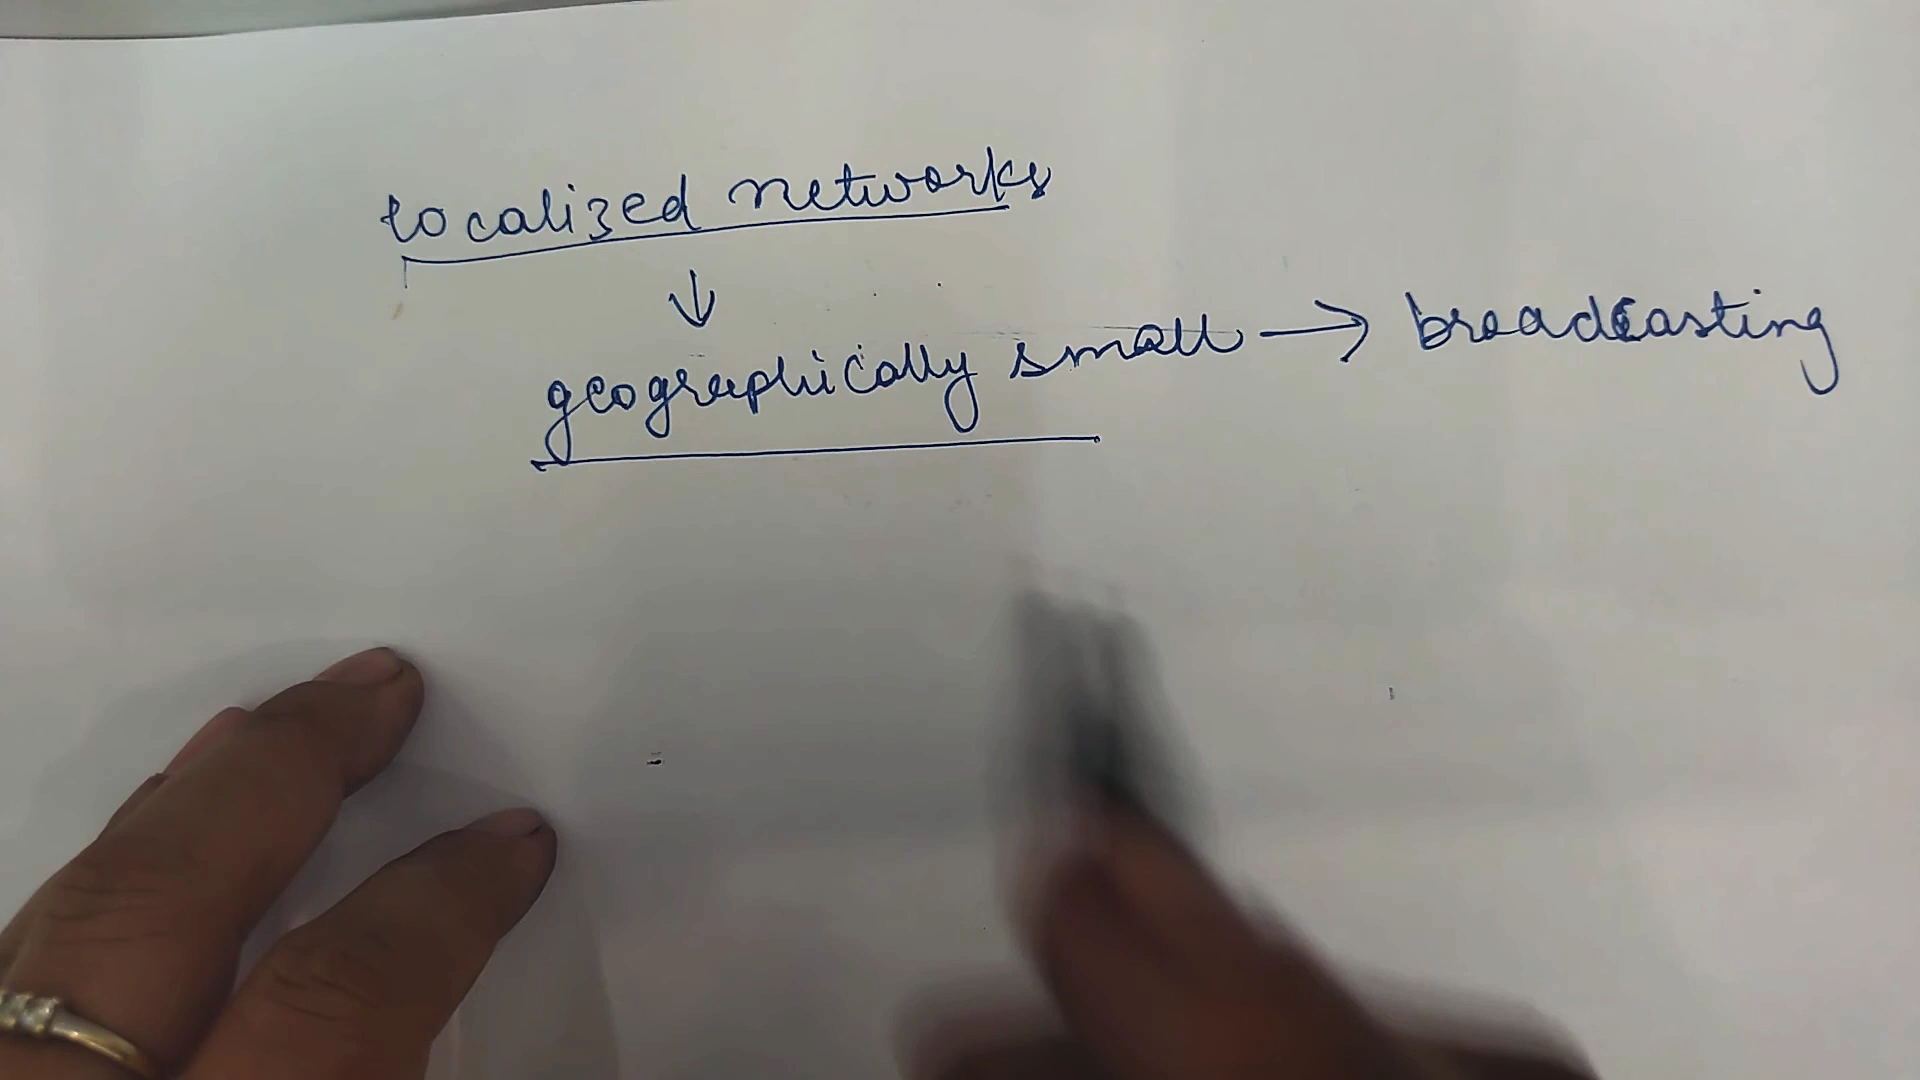 localized networks
↓
geographically small → broadcasting